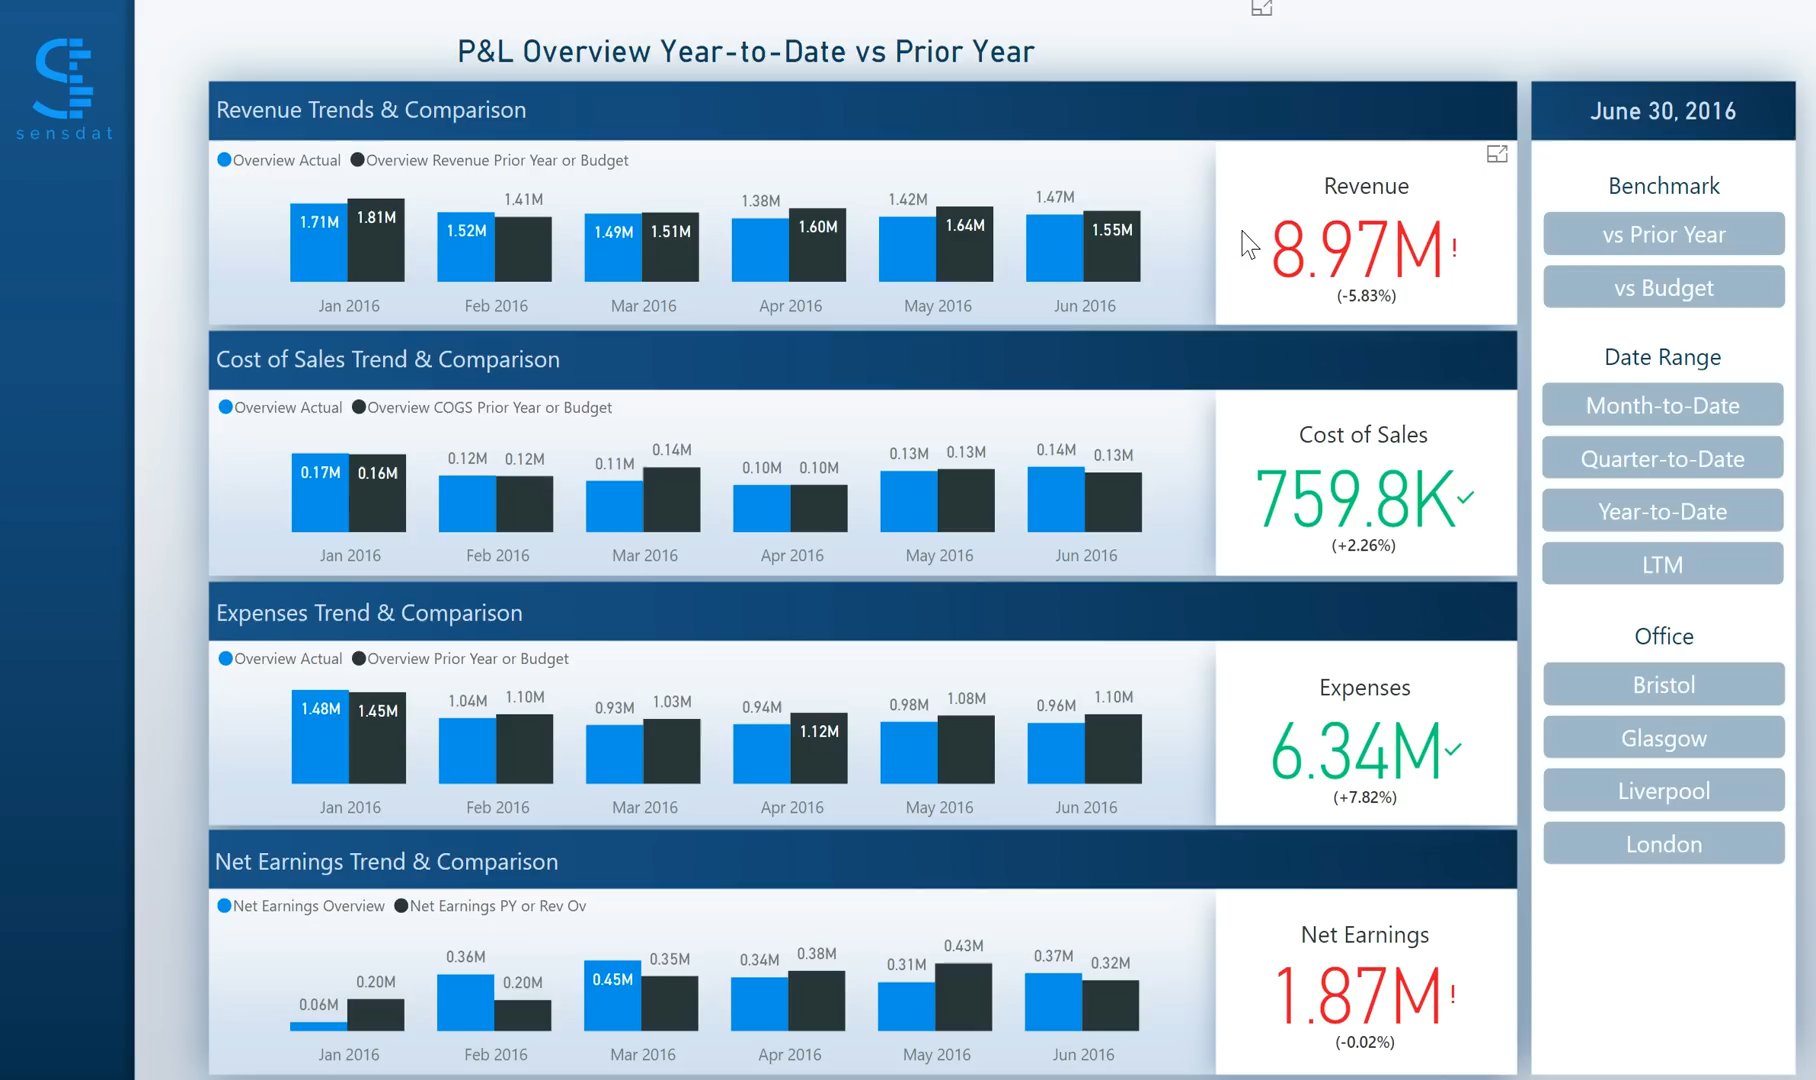 sensdat
P&L Overview Year-to-Date vs Prior Year
Revenue Trends & Comparison
Overview Actual Overview Revenue Prior Year or Budget
1.71M 1.81M 1.52M 1.41M 1.49M 1.51M 1.38M 1.60M 1.42M 1.64M 1.47M 1.55M
Jan 2016 Feb 2016 Mar 2016 Apr 2016 May 2016 Jun 2016
Revenue
8.97M!
(-5.83%)
Cost of Sales Trend & Comparison
Overview Actual Overview COGS Prior Year or Budget
0.17M 0.16M 0.12M 0.12M 0.11M 0.14M 0.10M 0.10M 0.13M 0.13M 0.14M 0.13M
Jan 2016 Feb 2016 Mar 2016 Apr 2016 May 2016 Jun 2016
Cost of Sales
759.8K✓
(+2.26%)
Expenses Trend & Comparison
Overview Actual Overview Prior Year or Budget
1.48M 1.45M 1.04M 1.10M 0.93M 1.03M 0.94M 1.12M 0.98M 1.08M 0.96M 1.10M
Jan 2016 Feb 2016 Mar 2016 Apr 2016 May 2016 Jun 2016
Expenses
6.34M✓
(+7.82%)
Net Earnings Trend & Comparison
Net Earnings Overview Net Earnings PY or Rev Ov
0.06M 0.20M 0.36M 0.20M 0.45M 0.35M 0.34M 0.38M 0.31M 0.43M 0.37M 0.32M
Jan 2016 Feb 2016 Mar 2016 Apr 2016 May 2016 Jun 2016
Net Earnings
1.87M!
(-0.02%)
June 30, 2016
Benchmark
vs Prior Year
vs Budget
Date Range
Month-to-Date
Quarter-to-Date
Year-to-Date
LTM
Office
Bristol
Glasgow
Liverpool
London